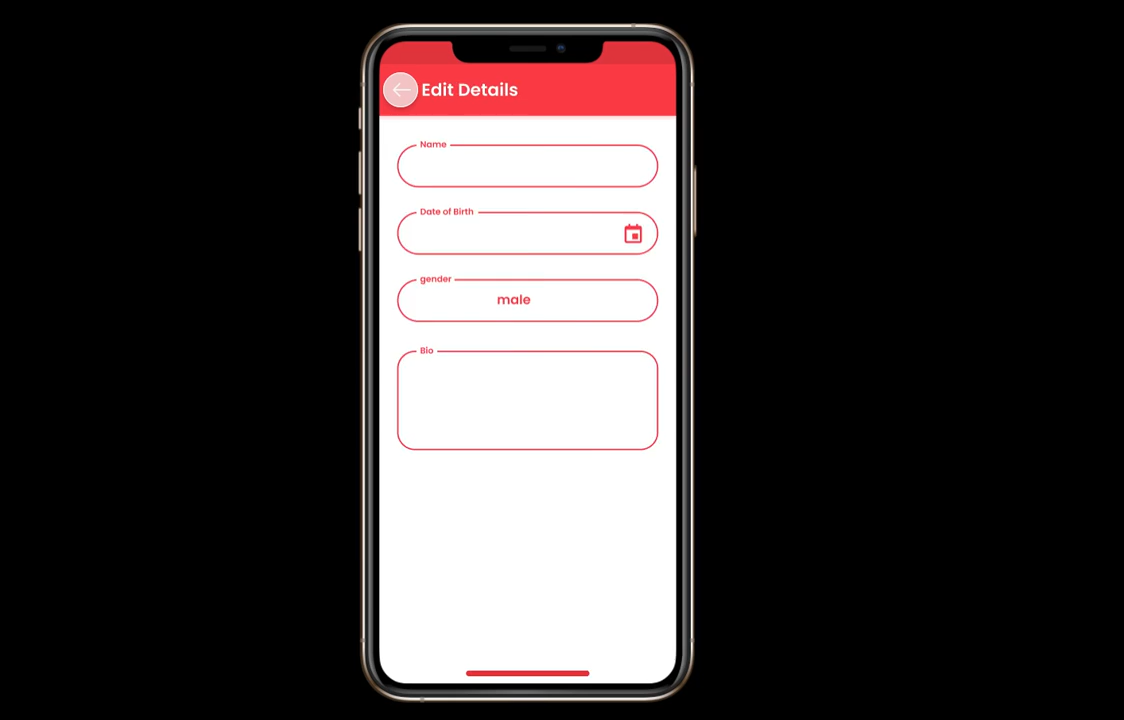 Edit Details
Name
Date of Birth
gender
male
Bio